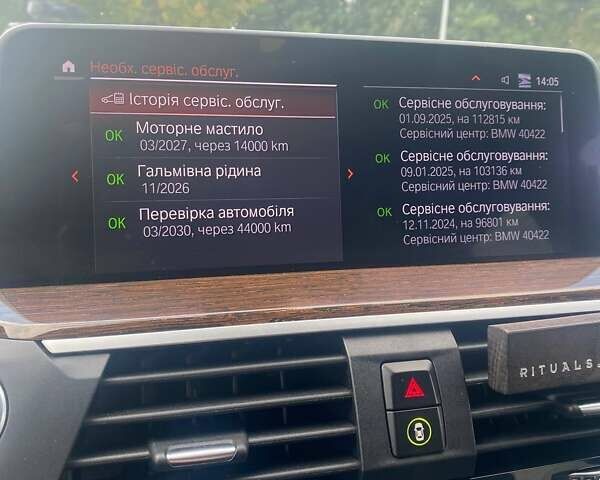 Необх. сервіс. обслуг.
14:05
Історія сервіс. обслуг.
OK Моторне мастило
03/2027, через 14000 km
OK Гальмівна рідина
11/2026
OK Перевірка автомобіля
03/2030, через 44000 km
OK Сервісне обслуговування:
01.09.2025, на 112815 км
Сервісний центр: BMW 40422
OK Сервісне обслуговування:
09.01.2025, на 103136 км
Сервісний центр: BMW 40422
OK Сервісне обслуговування:
12.11.2024, на 96801 км
Сервісний центр: BMW 40422
RITUALS.